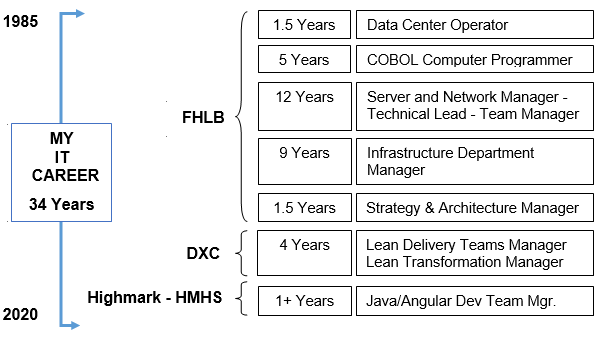 1985
MY
IT
CAREER
34 Years
2020
FHLB
1.5 Years
Data Center Operator
5 Years
COBOL Computer Programmer
12 Years
Server and Network Manager -
Technical Lead - Team Manager
9 Years
Infrastructure Department
Manager
1.5 Years
Strategy & Architecture Manager
DXC
4 Years
Lean Delivery Teams Manager
Lean Transformation Manager
Highmark - HMHS
1+ Years
Java/Angular Dev Team Mgr.